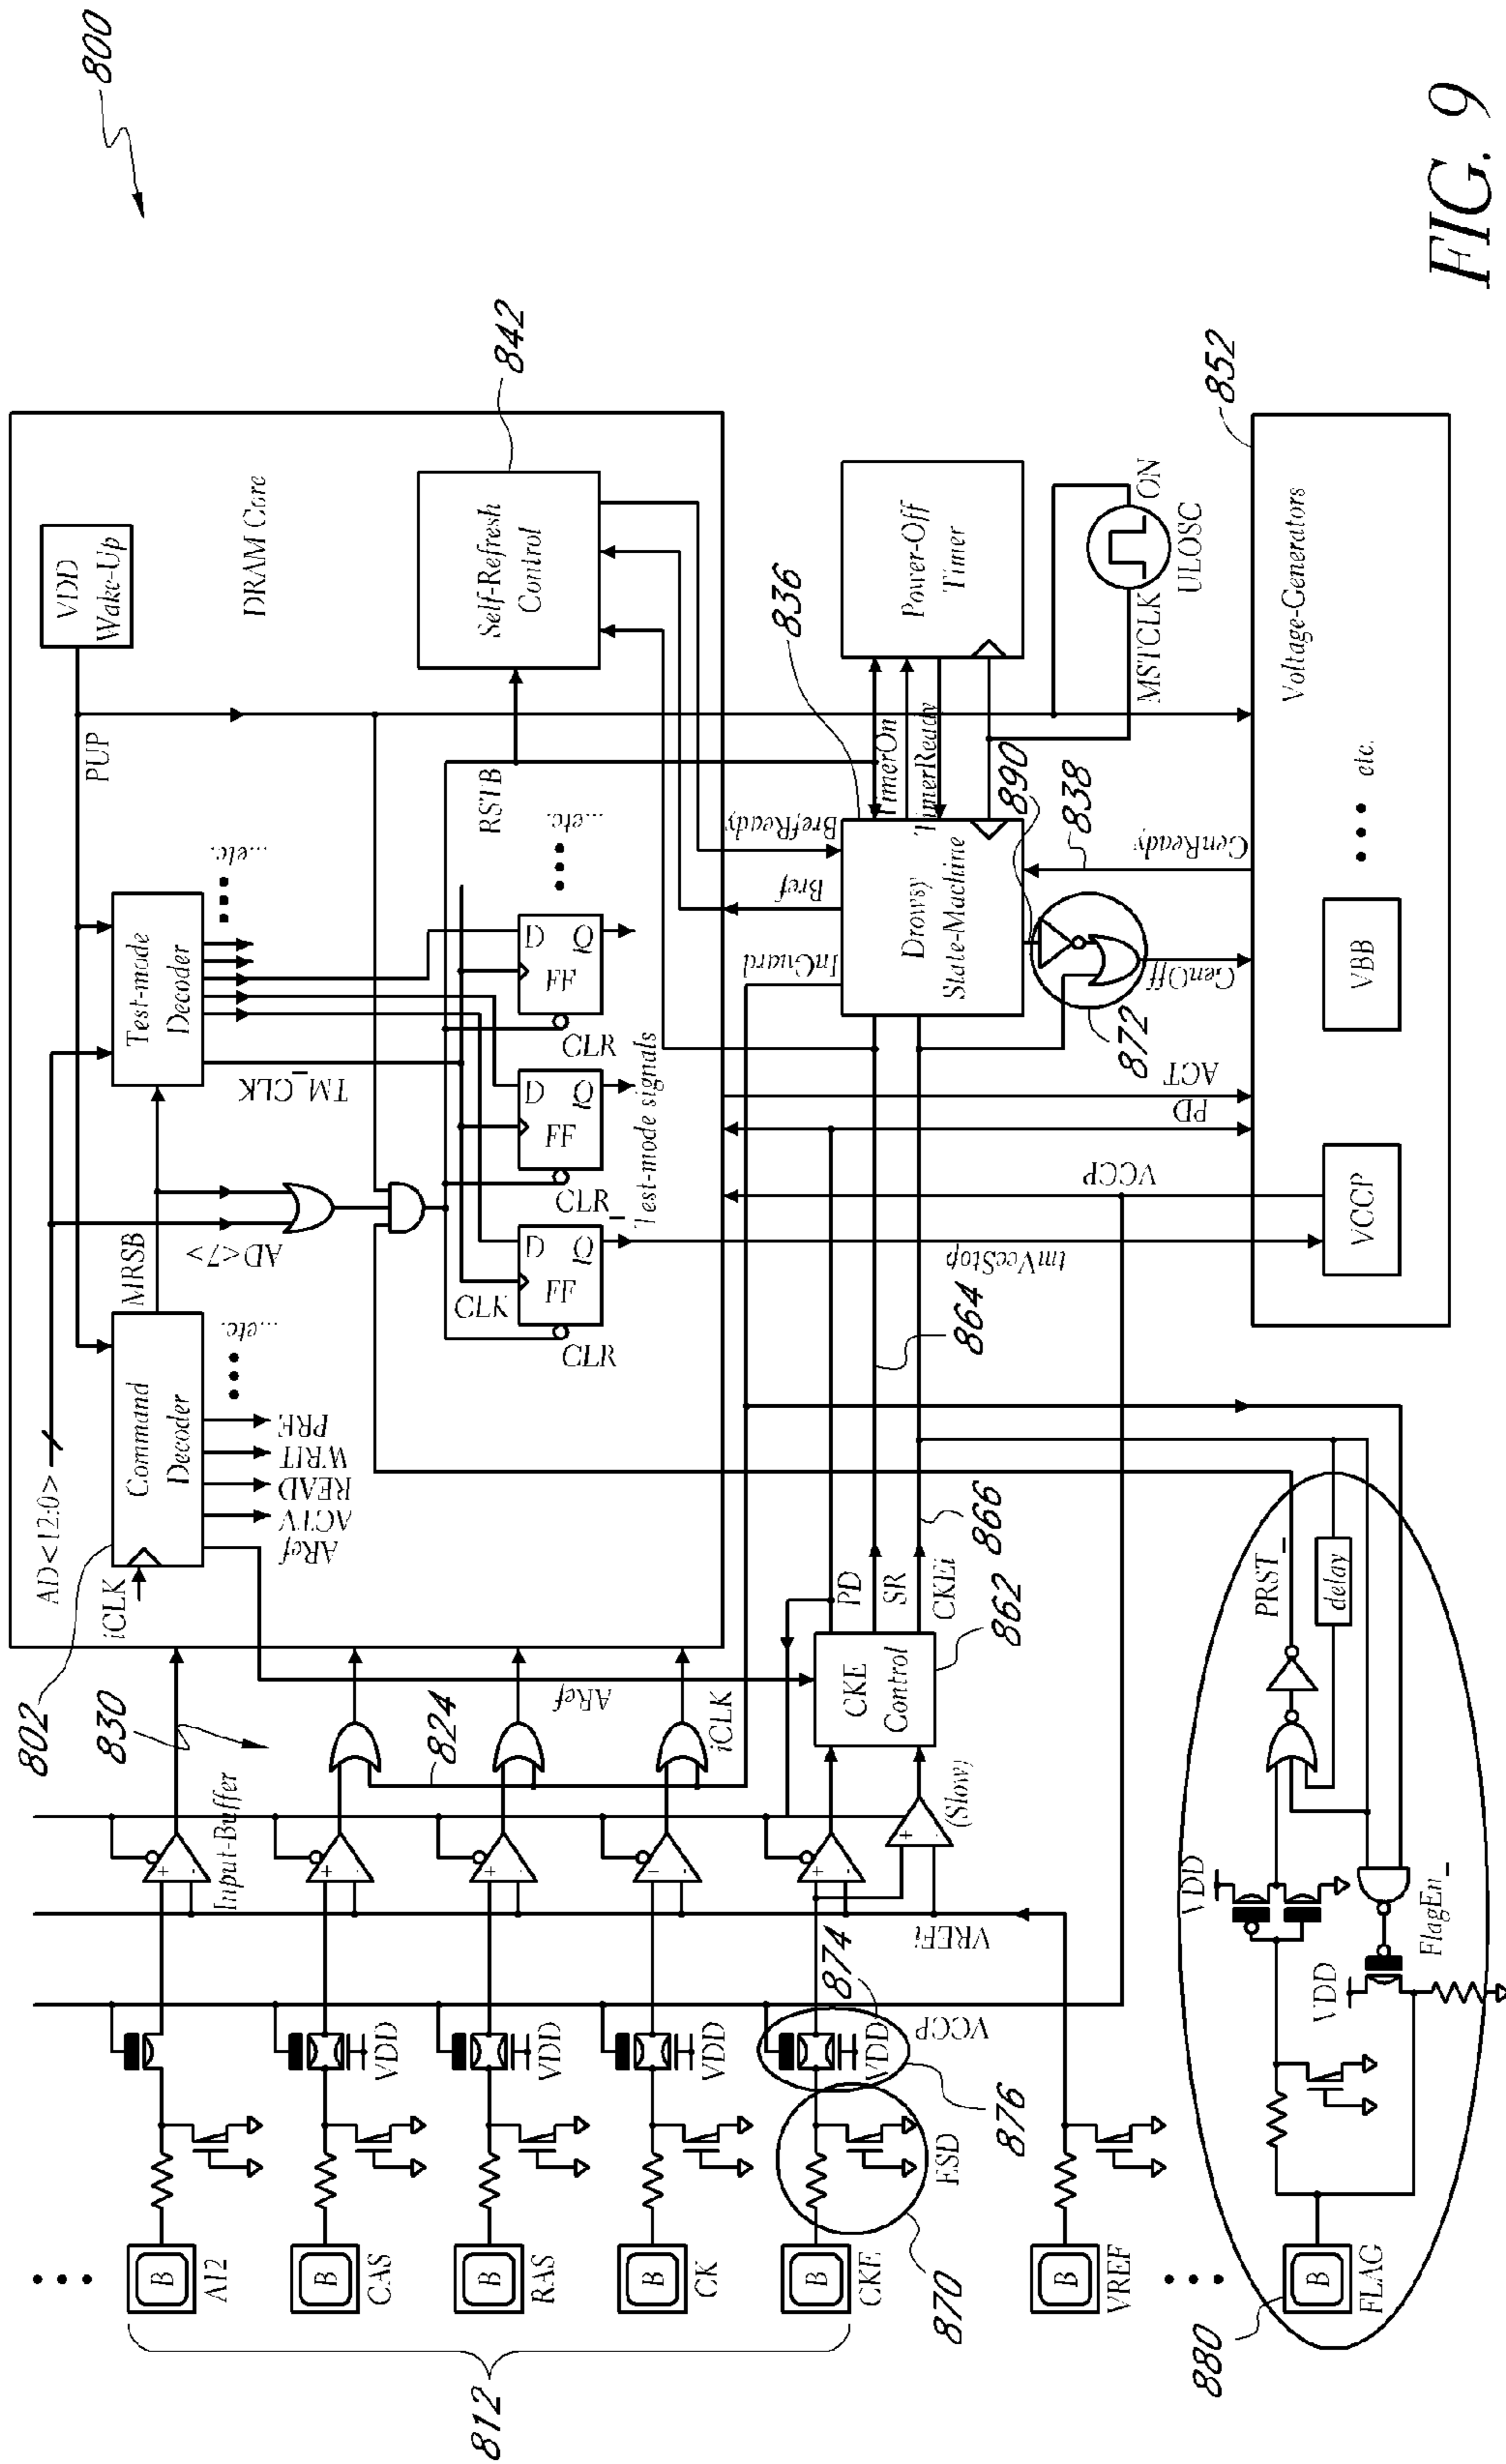 800
VDD
Wake-Up
PUP
DRAM Core
842
Self-Refresh
Control
RSTB
Test-mode
Decoder
...etc.
TM_CLK
MRSB
AD<7>
AD<12:0>
802
Command
Decoder
iCLK
...etc.
PRE
WRIT
READ
ACTV
ARef
D
Q
FF
CLR
...etc.
D
Q
FF
CLR_
D
Q
FF
CLK
CLR
Test-mode signals
830
824
Input-Buffer
ARef
iCLK
836
Power-Off
Timer
TimerOn
TimerReady
BrefReady
Bref
InGuard
Drowsy
State-Machine
MSTCLK
ON
ULOSC
890
838
GenReady
GenOff
872
852
Voltage-Generators
etc.
VBB
VCCP
ACT
PD
VCCP
tmVccStop
864
866
862
PD
SR
CKEi
CKE
Control
(Slow)
VREFi
874
VCCP
876
VDD
VDD
VDD
VDD
ESD
870
812
B
A12
B
CAS
B
RAS
B
CK
B
CKE
B
VREF
B
FLAG
880
PRST_
delay
VDD
VDD
FlagEn_
FIG. 9